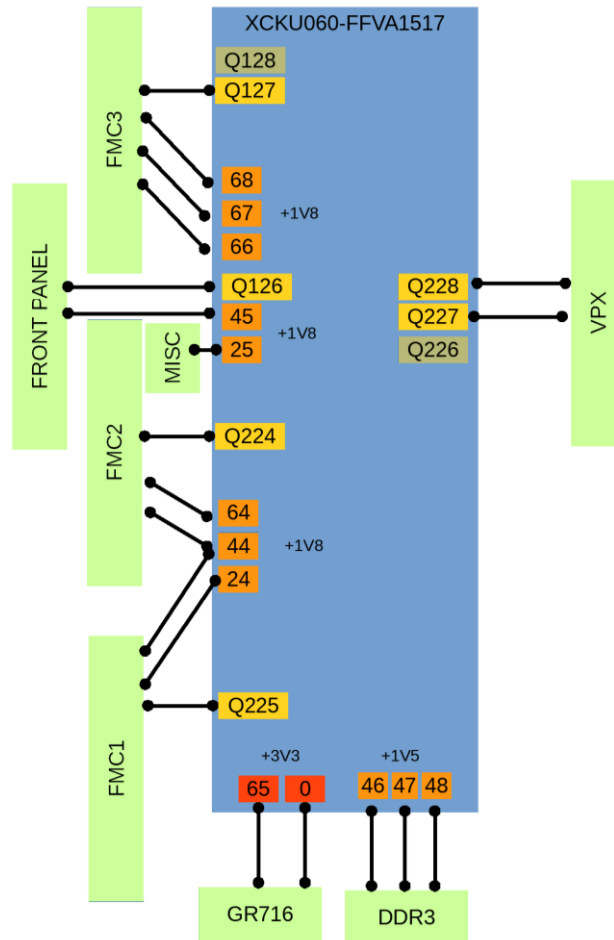 XCKU060-FFVA1517
Q128
Q127
FMC3
68
67
+1V8
66
FRONT PANEL
Q126
45
+1V8
25
MISC
Q228
Q227
Q226
VPX
FMC2
Q224
64
44
+1V8
24
FMC1
Q225
+3V3
+1V5
65
0
46
47
48
GR716
DDR3